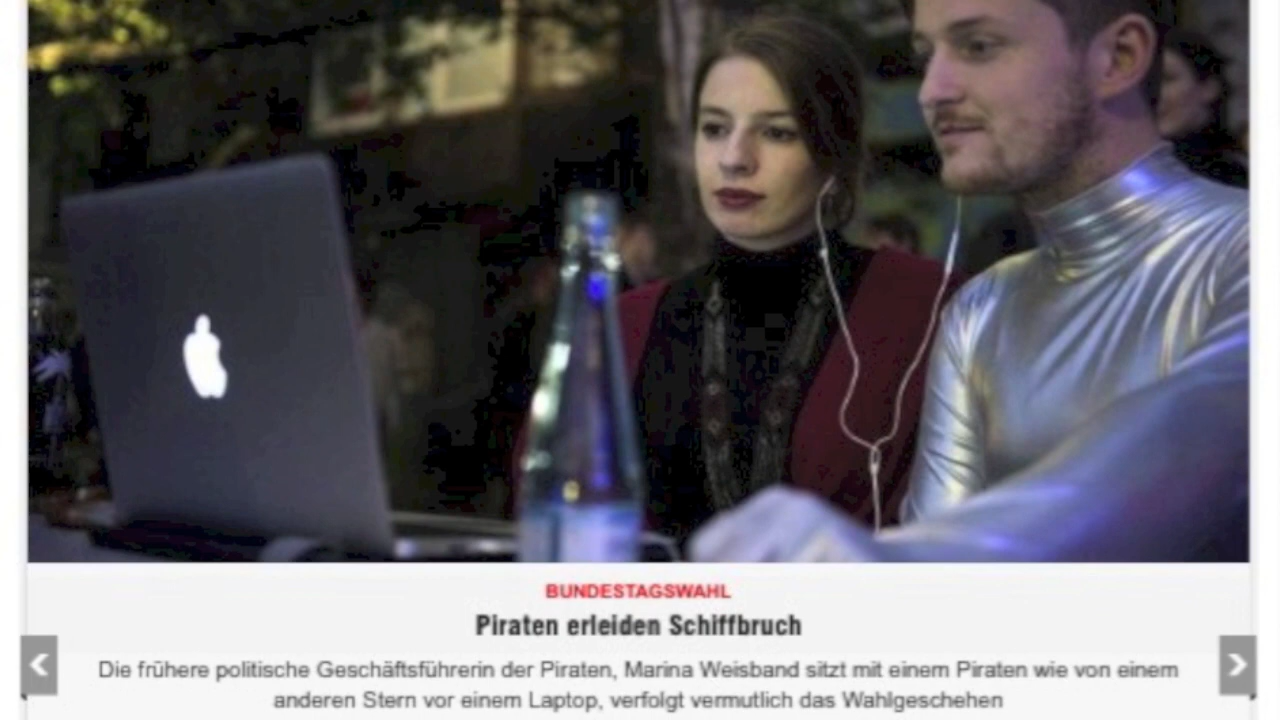 BUNDESTAGSWAHL
Piraten erleiden Schiffbruch
Die frühere politische Geschäftsführerin der Piraten, Marina Weisband sitzt mit einem Piraten wie von einem
anderen Stern vor einem Laptop, verfolgt vermutlich das Wahlgeschehen